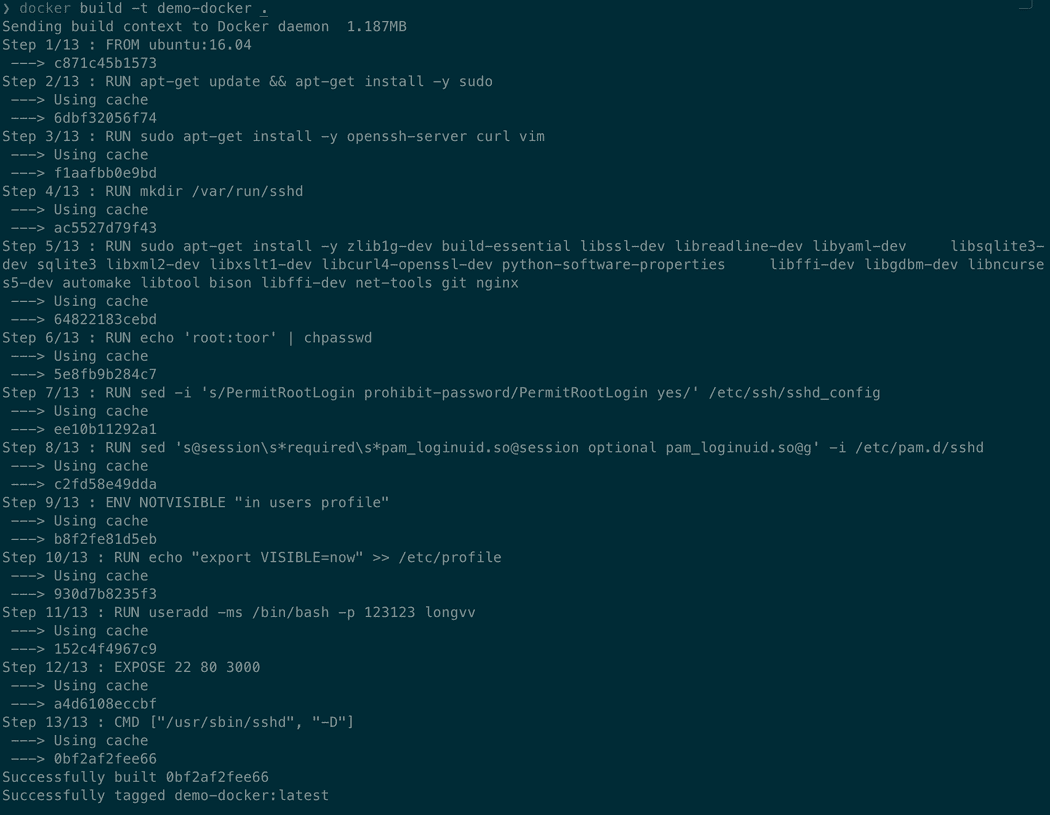 ❯ docker build -t demo-docker .
Sending build context to Docker daemon  1.187MB
Step 1/13 : FROM ubuntu:16.04
 ---> c871c45b1573
Step 2/13 : RUN apt-get update && apt-get install -y sudo
 ---> Using cache
 ---> 6dbf32056f74
Step 3/13 : RUN sudo apt-get install -y openssh-server curl vim
 ---> Using cache
 ---> f1aafbb0e9bd
Step 4/13 : RUN mkdir /var/run/sshd
 ---> Using cache
 ---> ac5527d79f43
Step 5/13 : RUN sudo apt-get install -y zlib1g-dev build-essential libssl-dev libreadline-dev libyaml-dev     libsqlite3-
dev sqlite3 libxml2-dev libxslt1-dev libcurl4-openssl-dev python-software-properties     libffi-dev libgdbm-dev libncurse
s5-dev automake libtool bison libffi-dev net-tools git nginx
 ---> Using cache
 ---> 64822183cebd
Step 6/13 : RUN echo 'root:toor' | chpasswd
 ---> Using cache
 ---> 5e8fb9b284c7
Step 7/13 : RUN sed -i 's/PermitRootLogin prohibit-password/PermitRootLogin yes/' /etc/ssh/sshd_config
 ---> Using cache
 ---> ee10b11292a1
Step 8/13 : RUN sed 's@session\s*required\s*pam_loginuid.so@session optional pam_loginuid.so@g' -i /etc/pam.d/sshd
 ---> Using cache
 ---> c2fd58e49dda
Step 9/13 : ENV NOTVISIBLE "in users profile"
 ---> Using cache
 ---> b8f2fe81d5eb
Step 10/13 : RUN echo "export VISIBLE=now" >> /etc/profile
 ---> Using cache
 ---> 930d7b8235f3
Step 11/13 : RUN useradd -ms /bin/bash -p 123123 longvv
 ---> Using cache
 ---> 152c4f4967c9
Step 12/13 : EXPOSE 22 80 3000
 ---> Using cache
 ---> a4d6108eccbf
Step 13/13 : CMD ["/usr/sbin/sshd", "-D"]
 ---> Using cache
 ---> 0bf2af2fee66
Successfully built 0bf2af2fee66
Successfully tagged demo-docker:latest